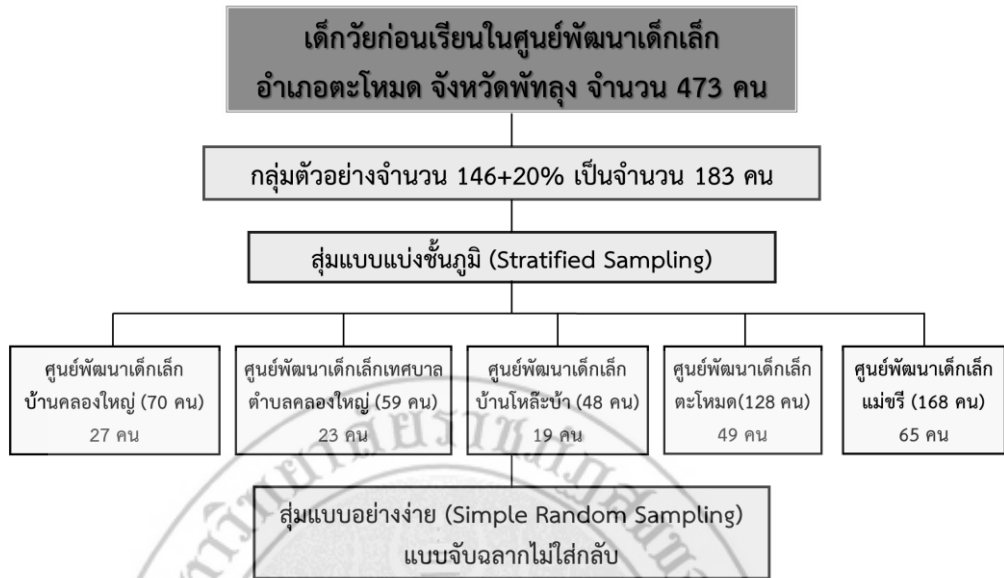 เด็กวัยก่อนเรียนในศูนย์พัฒนาเด็กเล็ก
อำเภอตะโหมด จังหวัดพัทลุง จำนวน 473 คน
กลุ่มตัวอย่างจำนวน 146+20% เป็นจำนวน 183 คน
สุ่มแบบแบ่งชั้นภูมิ (Stratified Sampling)
ศูนย์พัฒนาเด็กเล็ก
บ้านคลองใหญ่ (70 คน)
27 คน
ศูนย์พัฒนาเด็กเล็กเทศบาล
ตำบลคลองใหญ่ (59 คน)
23 คน
ศูนย์พัฒนาเด็กเล็ก
บ้านโหล๊ะบ้า (48 คน)
19 คน
ศูนย์พัฒนาเด็กเล็ก
ตะโหมด(128 คน)
49 คน
ศูนย์พัฒนาเด็กเล็ก
แม่ขรี (168 คน)
65 คน
สุ่มแบบอย่างง่าย (Simple Random Sampling)
แบบจับฉลากไม่ใส่กลับ